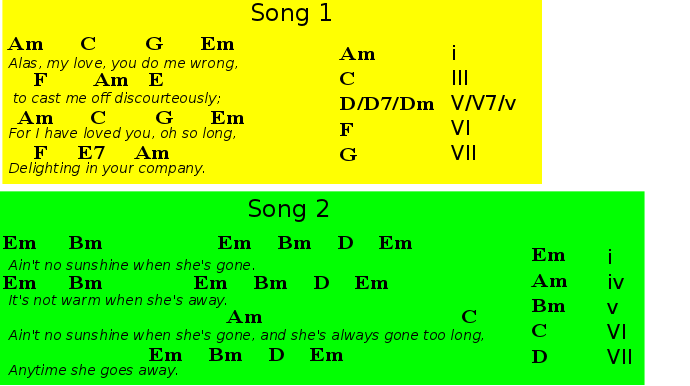 Song 1
Am C G Em
Alas, my love, you do me wrong,
F Am E
to cast me off discourteously;
Am C G Em
For I have loved you, oh so long,
F E7 Am
Delighting in your company.
Am i
C III
D/D7/Dm V/V7/v
F VI
G VII
Song 2
Em Bm Em Bm D Em
Ain't no sunshine when she's gone.
Em Bm Em Bm D Em
It's not warm when she's away.
Am C
Ain't no sunshine when she's gone, and she's always gone too long,
Em Bm D Em
Anytime she goes away.
Em i
Am iv
Bm v
C VI
D VII